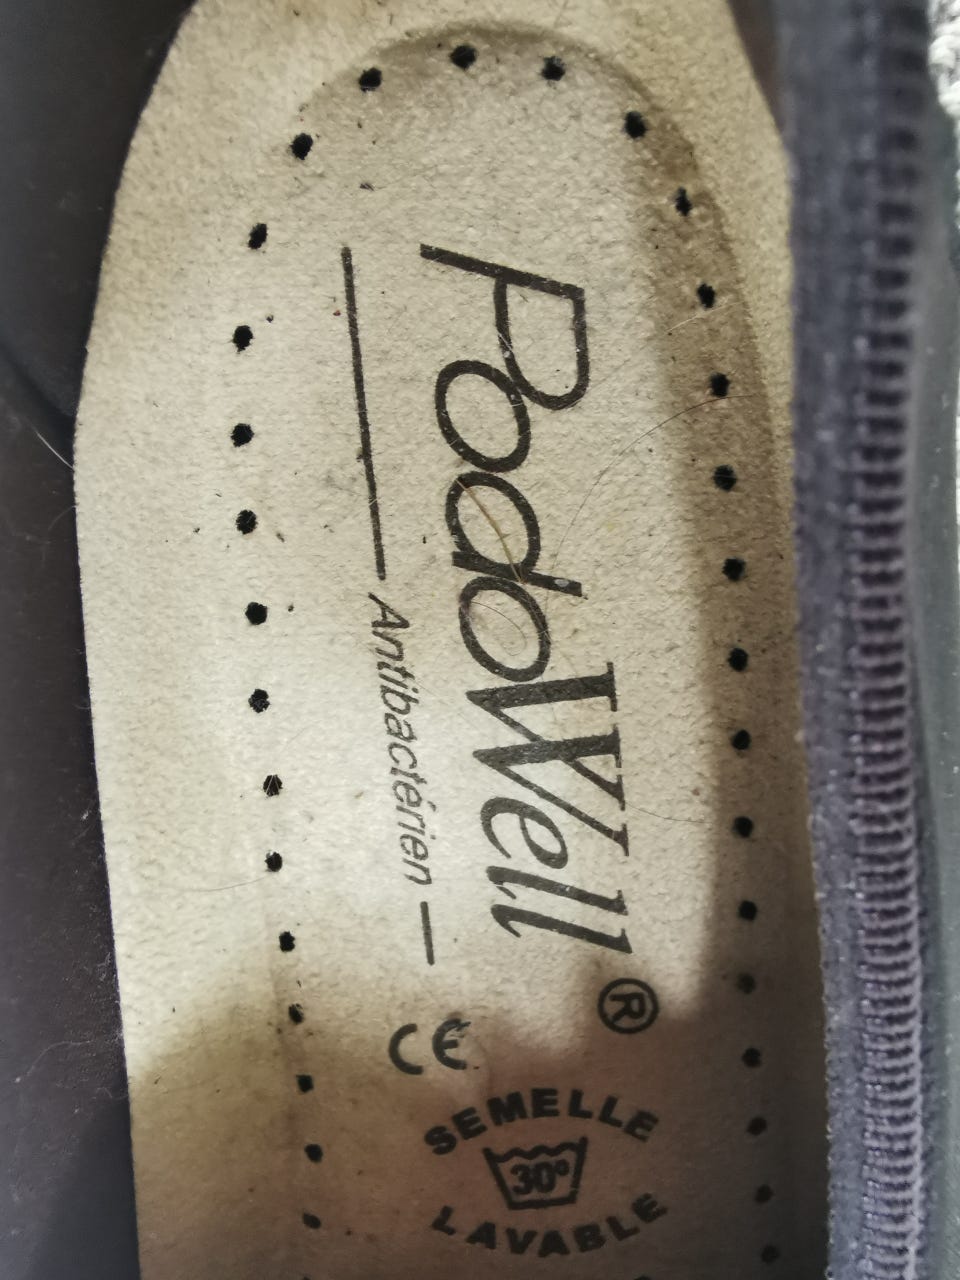 PodoWell®
Antibactérien
CE
SEMELLE
30°
LAVABLE